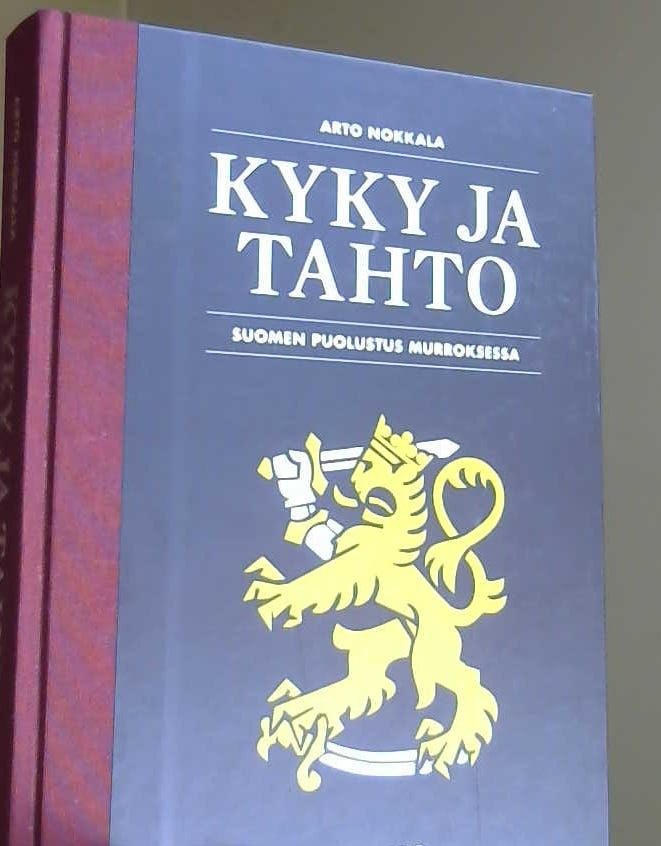 ARTO NOKKALA
KYKY JA
TAHTO
SUOMEN PUOLUSTUS MURROKSESSA